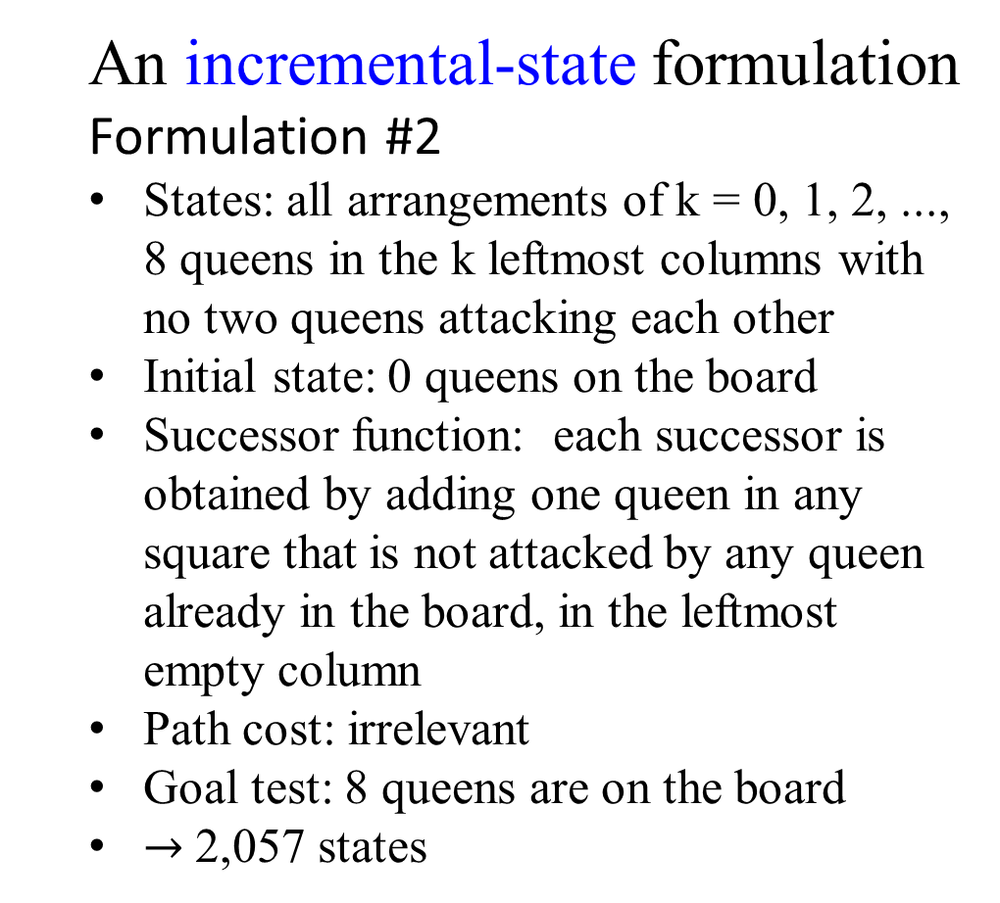 An incremental-state formulation
Formulation #2
• States: all arrangements of k = 0, 1, 2, ...,
8 queens in the k leftmost columns with
no two queens attacking each other
• Initial state: 0 queens on the board
• Successor function: each successor is
obtained by adding one queen in any
square that is not attacked by any queen
already in the board, in the leftmost
empty column
• Path cost: irrelevant
• Goal test: 8 queens are on the board
• → 2,057 states